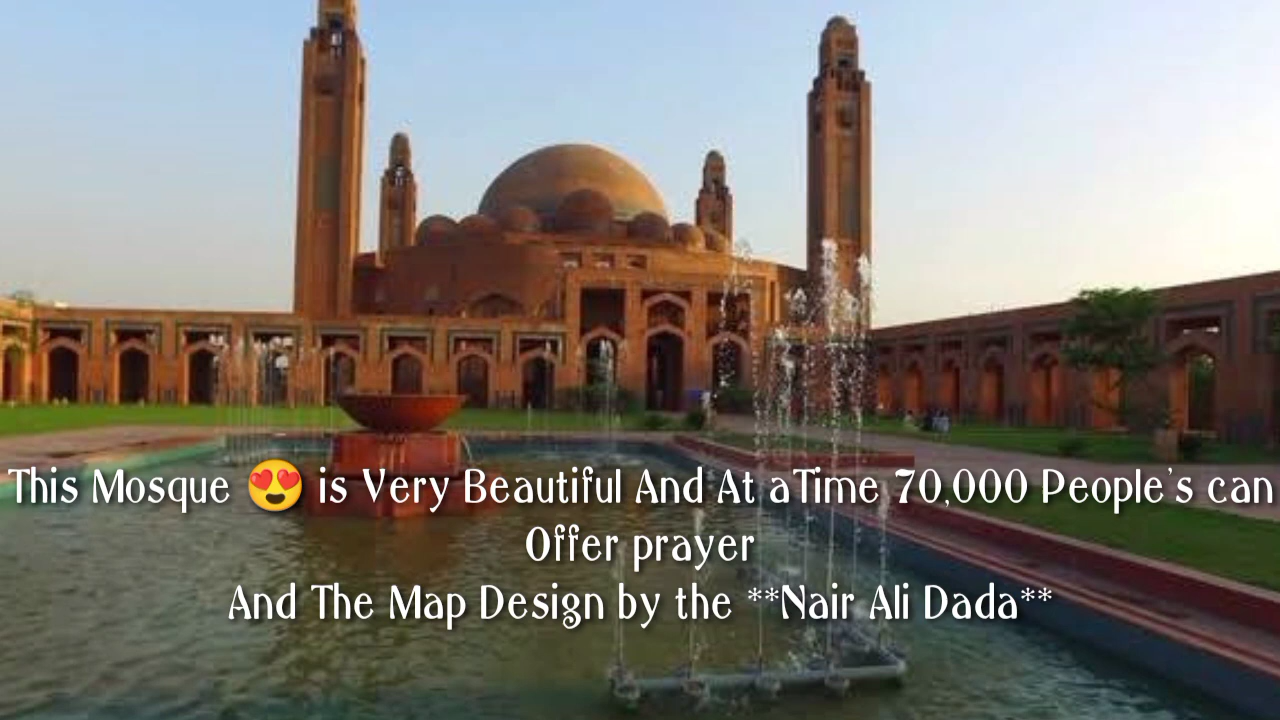 This Mosque 😍 is Very Beautiful And At aTime 70,000 People's can
Offer prayer
And The Map Design by the **Nair Ali Dada**